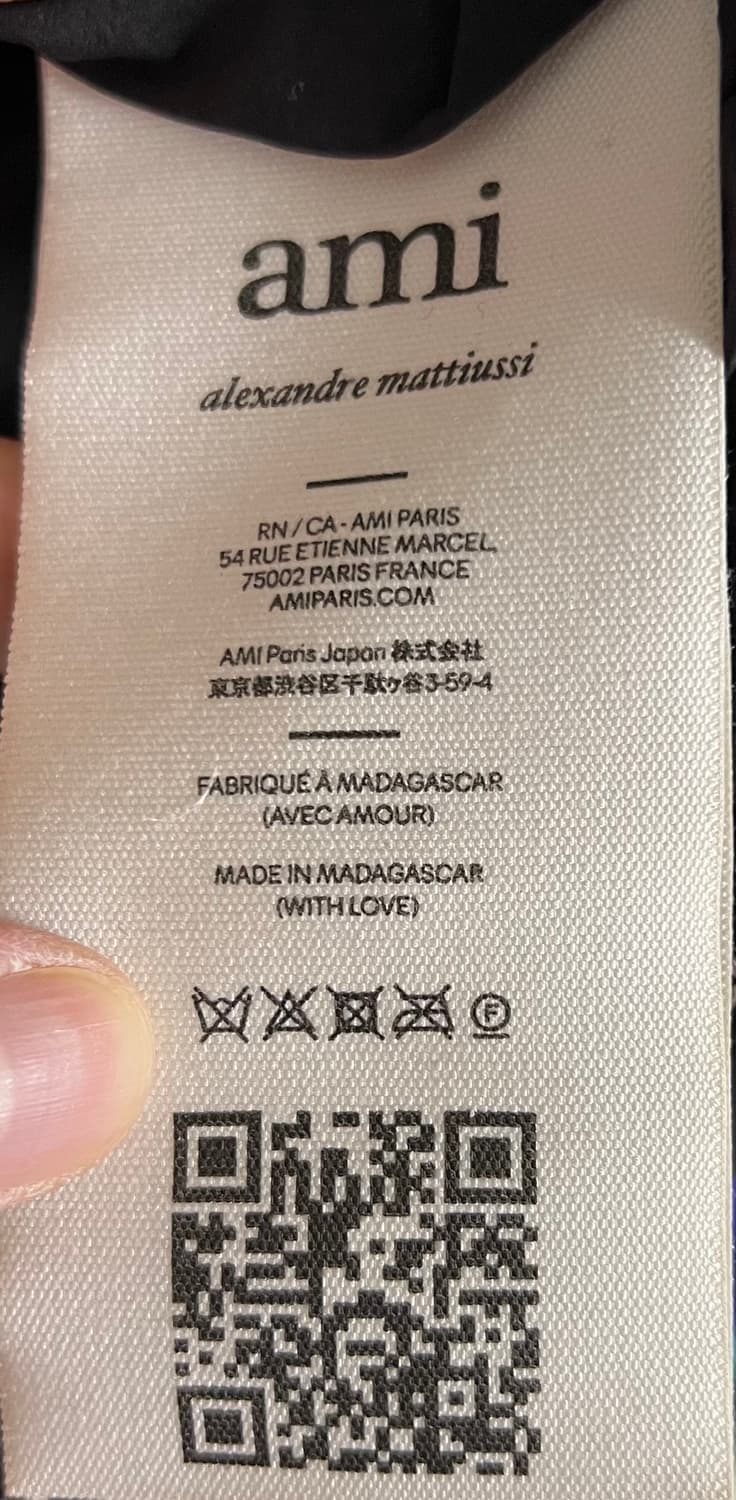 ami
alexandre mattiussi
RN / CA - AMI PARIS
54 RUE ETIENNE MARCEL,
75002 PARIS FRANCE
AMIPARIS.COM
AMI Paris Japan 株式会社
東京都渋谷区千駄ヶ谷3-59-4
FABRIQUÉ À MADAGASCAR
(AVEC AMOUR)
MADE IN MADAGASCAR
(WITH LOVE)
F